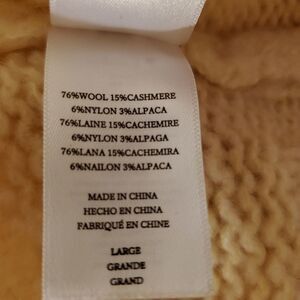 76%WOOL 15%CASHMERE
6%NYLON 3%ALPACA
76%LAINE 15%CACHEMIRE
6%NYLON 3%ALPAGA
76%LANA 15%CACHEMIRA
6%NAILON 3%ALPACA
MADE IN CHINA
HECHO EN CHINA
FABRIQUÉ EN CHINE
LARGE
GRANDE
GRAND